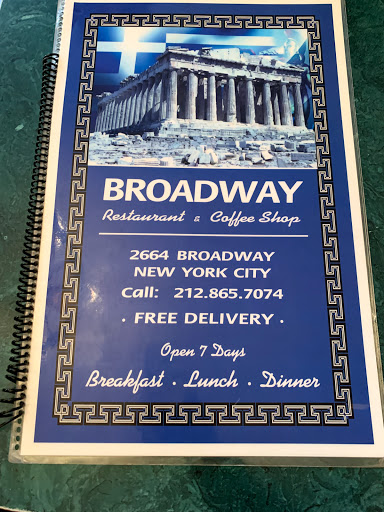 BROADWAY
Restaurant & Coffee Shop
2664 BROADWAY
NEW YORK CITY
Call: 212.865.7074
· FREE DELIVERY ·
Open 7 Days
Breakfast · Lunch · Dinner